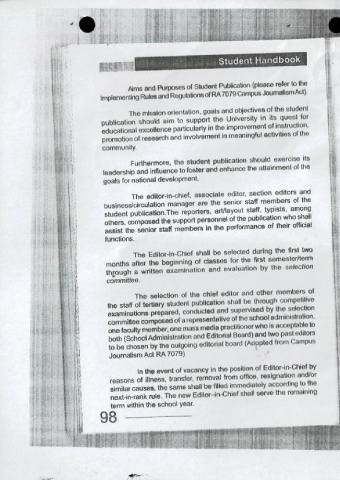 Student Handbook
Aims and Purposes of Student Publication (please refer to the
Implementing Rules and Regulations of RA 7079 Campus Journalism Act)
The mission orientation, goals and objectives of the student
publication should aim to support the University in its quest for
educational excellence particularly in the improvement of instruction,
promotion of research and involvement in meaningful activities of the
community.
Furthermore, the student publication should exercise its
leadership and influence to foster and enhance the attainment of the
goals for national development.
The editor-in-chief, associate editor, section editors and
business/circulation manager are the senior staff members of the
student publication.The reporters, art/layout staff, typists, among
others, composed the support personnel of the publication who shall
assist the senior staff members in the performance of their official
functions.
The Editor-in-Chief shall be selected during the first two
months after the beginning of classes for the first semester/term
through a written examination and evaluation by the selection
committee.
The selection of the chief editor and other members of
the staff of tertiary student publication shall be through competitive
examinations prepared, conducted and supervised by the selection
committee composed of a representative of the school administration,
one faculty member, one mass media practitioner who is acceptable to
both (School Administration and Editorial Board) and two past editors
to be chosen by the outgoing editorial board (Adopted from Campus
Journalism Act RA 7079)
In the event of vacancy in the position of Editor-in-Chief by
reasons of illness, transfer, removal from office, resignation and/or
similar causes, the same shall be filled immediately according to the
next-in-rank rule. The new Editor-in-Chief shall serve the remaining
term within the school year.
98